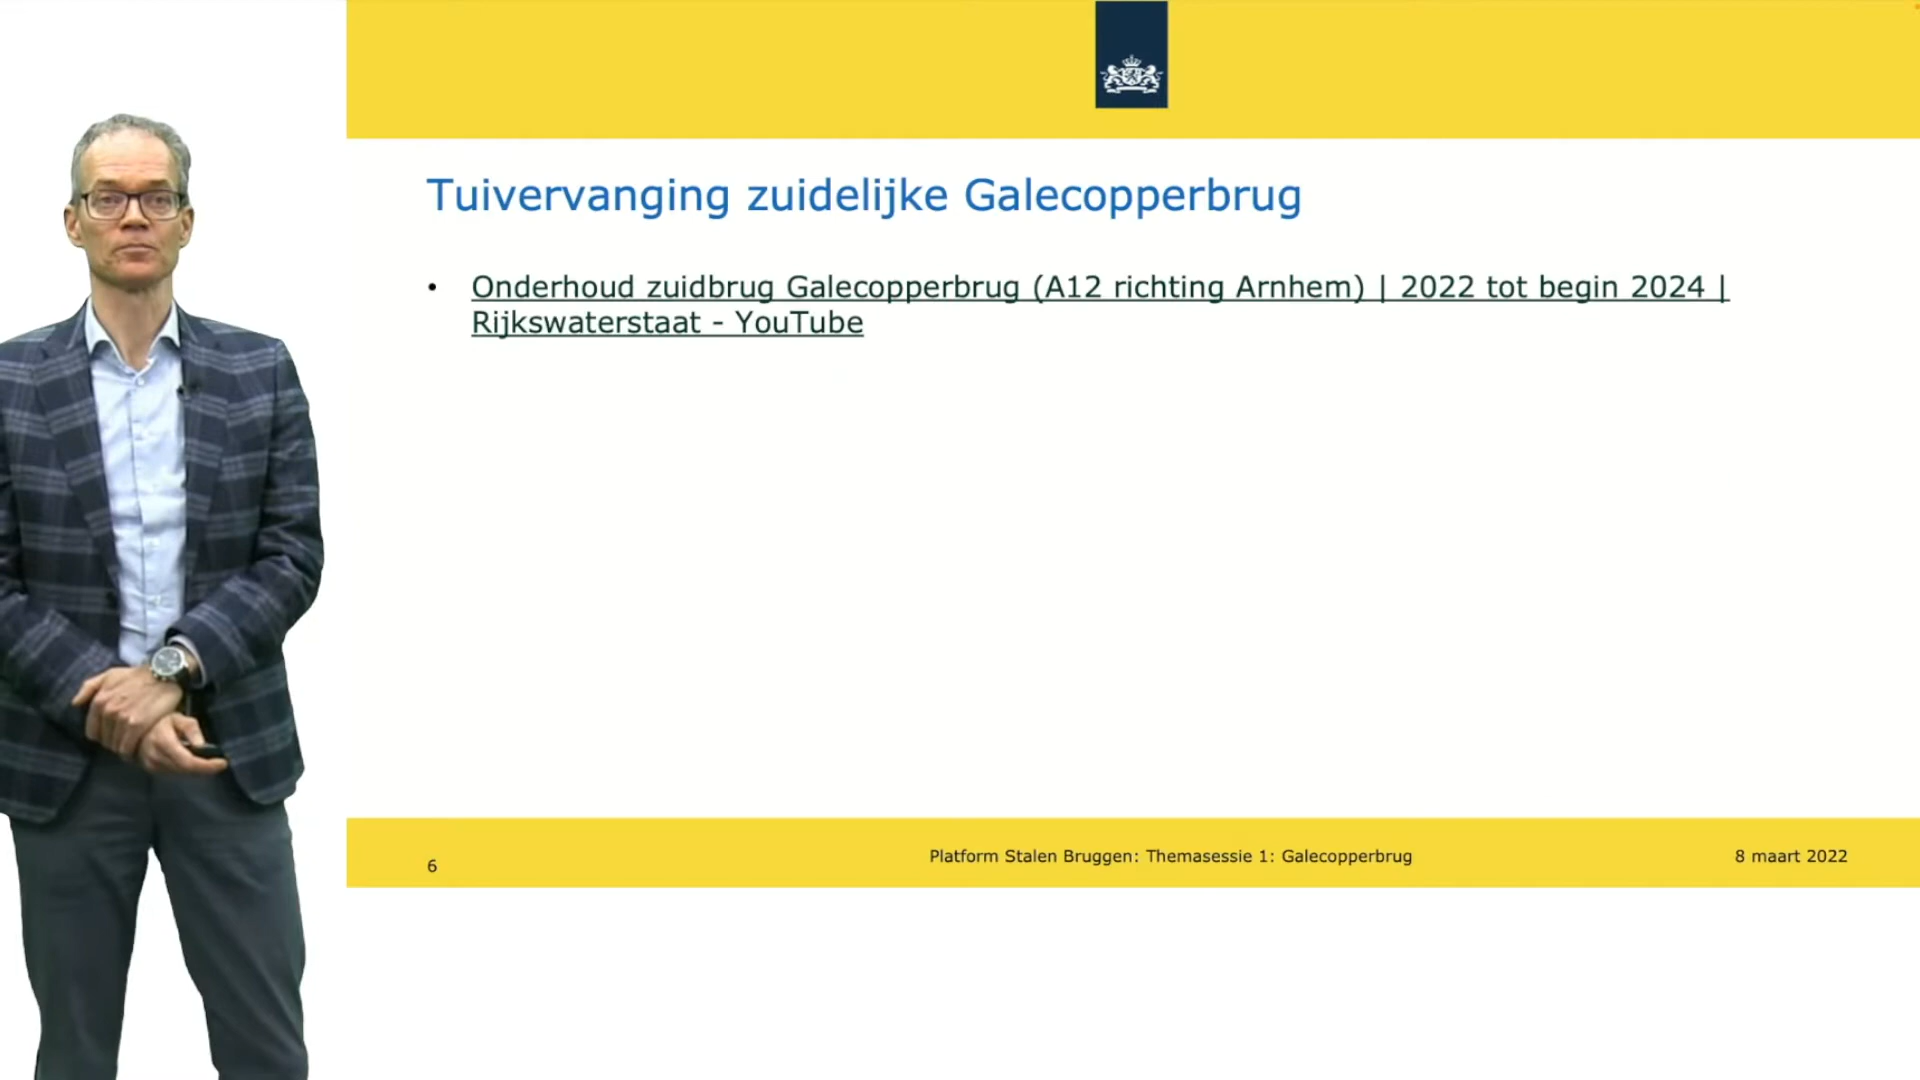 Tuivervanging zuidelijke Galecopperbrug
• Onderhoud zuidbrug Galecopperbrug (A12 richting Arnhem) | 2022 tot begin 2024 |
Rijkswaterstaat - YouTube
6
Platform Stalen Bruggen: Themasessie 1: Galecopperbrug
8 maart 2022